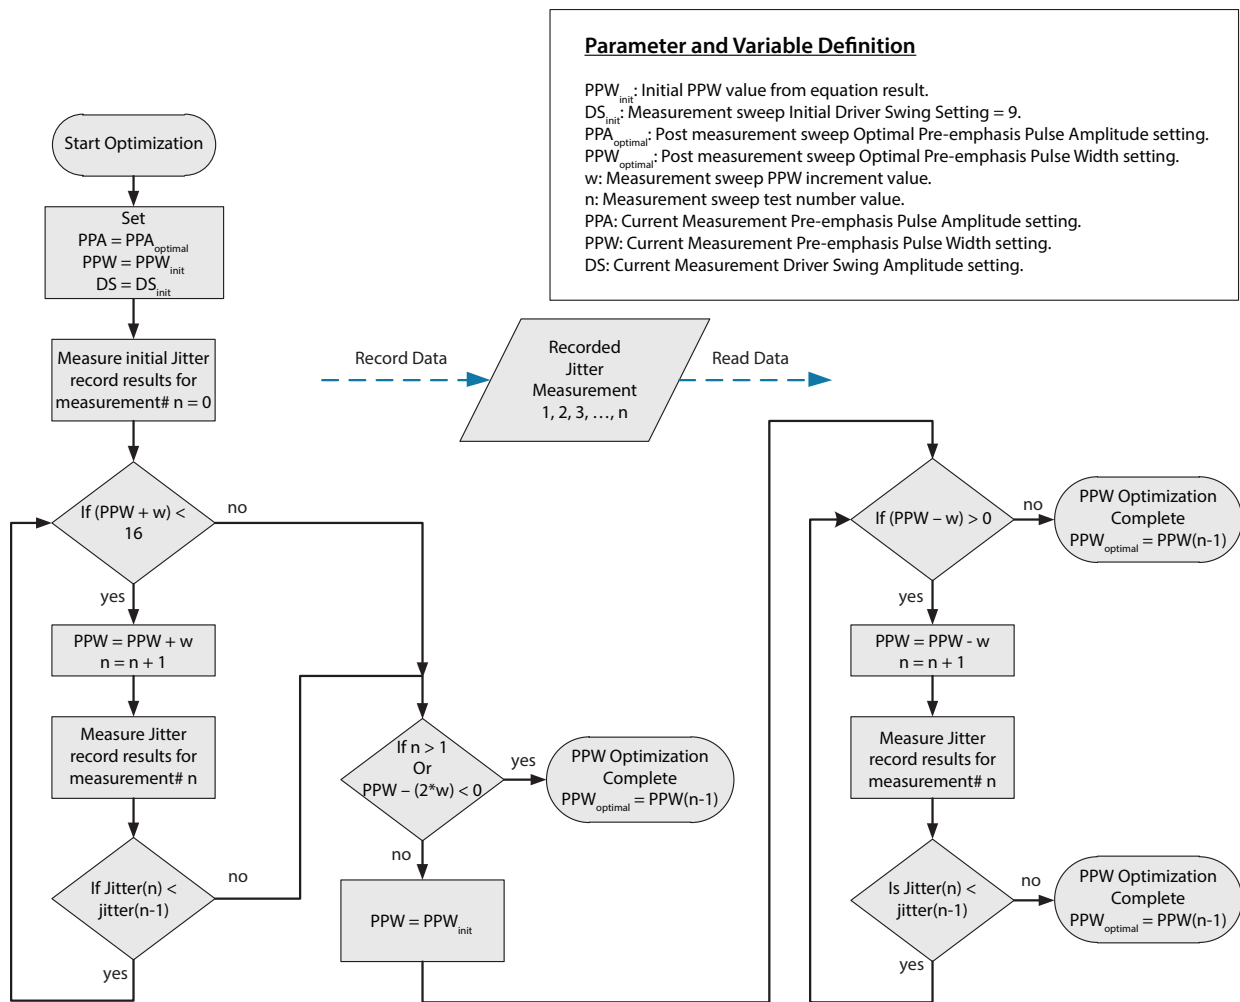 Parameter and Variable Definition
PPWinit: Initial PPW value from equation result.
DSinit: Measurement sweep Initial Driver Swing Setting = 9.
PPAoptimal: Post measurement sweep Optimal Pre-emphasis Pulse Amplitude setting.
PPWoptimal: Post measurement sweep Optimal Pre-emphasis Pulse Width setting.
w: Measurement sweep PPW increment value.
n: Measurement sweep test number value.
PPA: Current Measurement Pre-emphasis Pulse Amplitude setting.
PPW: Current Measurement Pre-emphasis Pulse Width setting.
DS: Current Measurement Driver Swing Amplitude setting.
Start Optimization
Set
PPA = PPAoptimal
PPW = PPWinit
DS = DSinit
Measure initial Jitter
record results for
measurement# n = 0
Record Data
Recorded
Jitter
Measurement
1, 2, 3, …, n
Read Data
If (PPW + w) <
16
no
yes
PPW = PPW + w
n = n + 1
Measure Jitter
record results for
measurement# n
If Jitter(n) <
jitter(n-1)
no
yes
If n > 1
Or
PPW – (2*w) < 0
yes
PPW Optimization
Complete
PPWoptimal = PPW(n-1)
no
PPW = PPWinit
If (PPW – w) > 0
no
PPW Optimization
Complete
PPWoptimal = PPW(n-1)
yes
PPW = PPW - w
n = n + 1
Measure Jitter
record results for
measurement# n
Is Jitter(n) <
jitter(n-1)
no
PPW Optimization
Complete
PPWoptimal = PPW(n-1)
yes